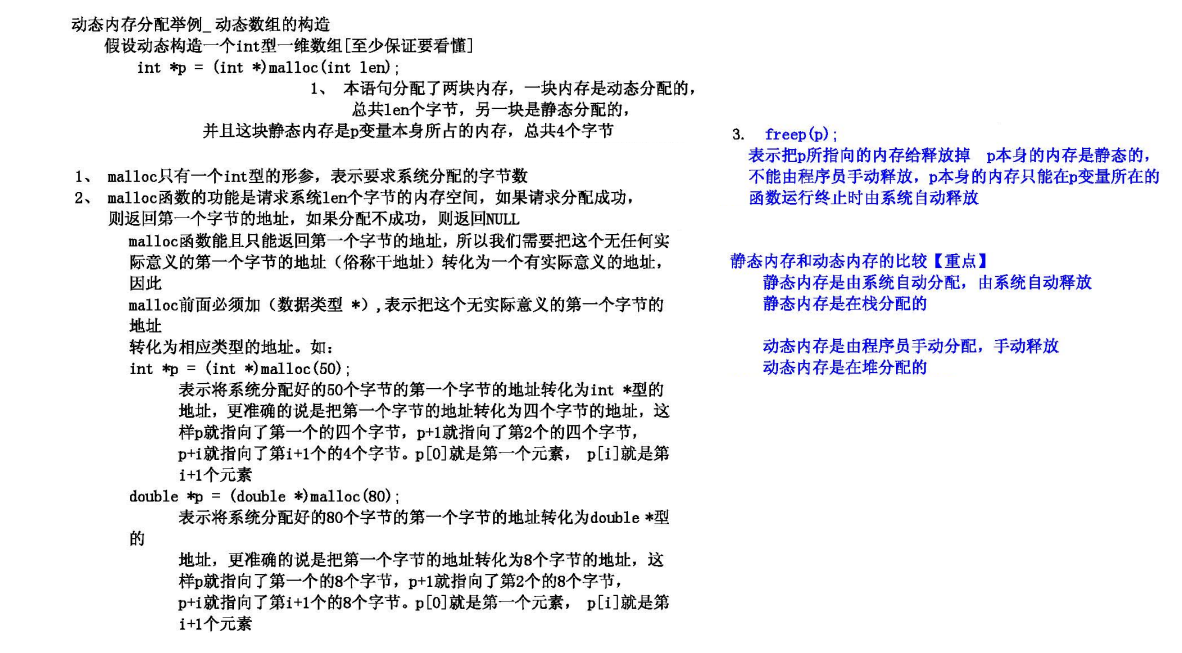 动态内存分配举例_动态数组的构造
假设动态构造一个int型一维数组[至少保证要看懂]
int *p = (int *)malloc(int len);
1、 本语句分配了两块内存，一块内存是动态分配的，
总共len个字节，另一块是静态分配的，
并且这块静态内存是p变量本身所占的内存，总共4个字节
1、 malloc只有一个int型的形参，表示要求系统分配的字节数
2、 malloc函数的功能是请求系统len个字节的内存空间，如果请求分配成功，
则返回第一个字节的地址，如果分配不成功，则返回NULL
malloc函数能且只能返回第一个字节的地址，所以我们需要把这个无任何实
际意义的第一个字节的地址（俗称干地址）转化为一个有实际意义的地址，
因此
malloc前面必须加（数据类型 *）,表示把这个无实际意义的第一个字节的
地址
转化为相应类型的地址。如：
int *p = (int *)malloc(50);
表示将系统分配好的50个字节的第一个字节的地址转化为int *型的
地址，更准确的说是把第一个字节的地址转化为四个字节的地址，这
样p就指向了第一个的四个字节，p+1就指向了第2个的四个字节，
p+i就指向了第i+1个的4个字节。p[0]就是第一个元素， p[i]就是第
i+1个元素
double *p = (double *)malloc(80);
表示将系统分配好的80个字节的第一个字节的地址转化为double *型
的
地址，更准确的说是把第一个字节的地址转化为8个字节的地址，这
样p就指向了第一个的8个字节，p+1就指向了第2个的8个字节，
p+i就指向了第i+1个的8个字节。p[0]就是第一个元素， p[i]就是第
i+1个元素
3. freep(p);
表示把p所指向的内存给释放掉 p本身的内存是静态的，
不能由程序员手动释放，p本身的内存只能在p变量所在的
函数运行终止时由系统自动释放
静态内存和动态内存的比较【重点】
静态内存是由系统自动分配，由系统自动释放
静态内存是在栈分配的
动态内存是由程序员手动分配，手动释放
动态内存是在堆分配的